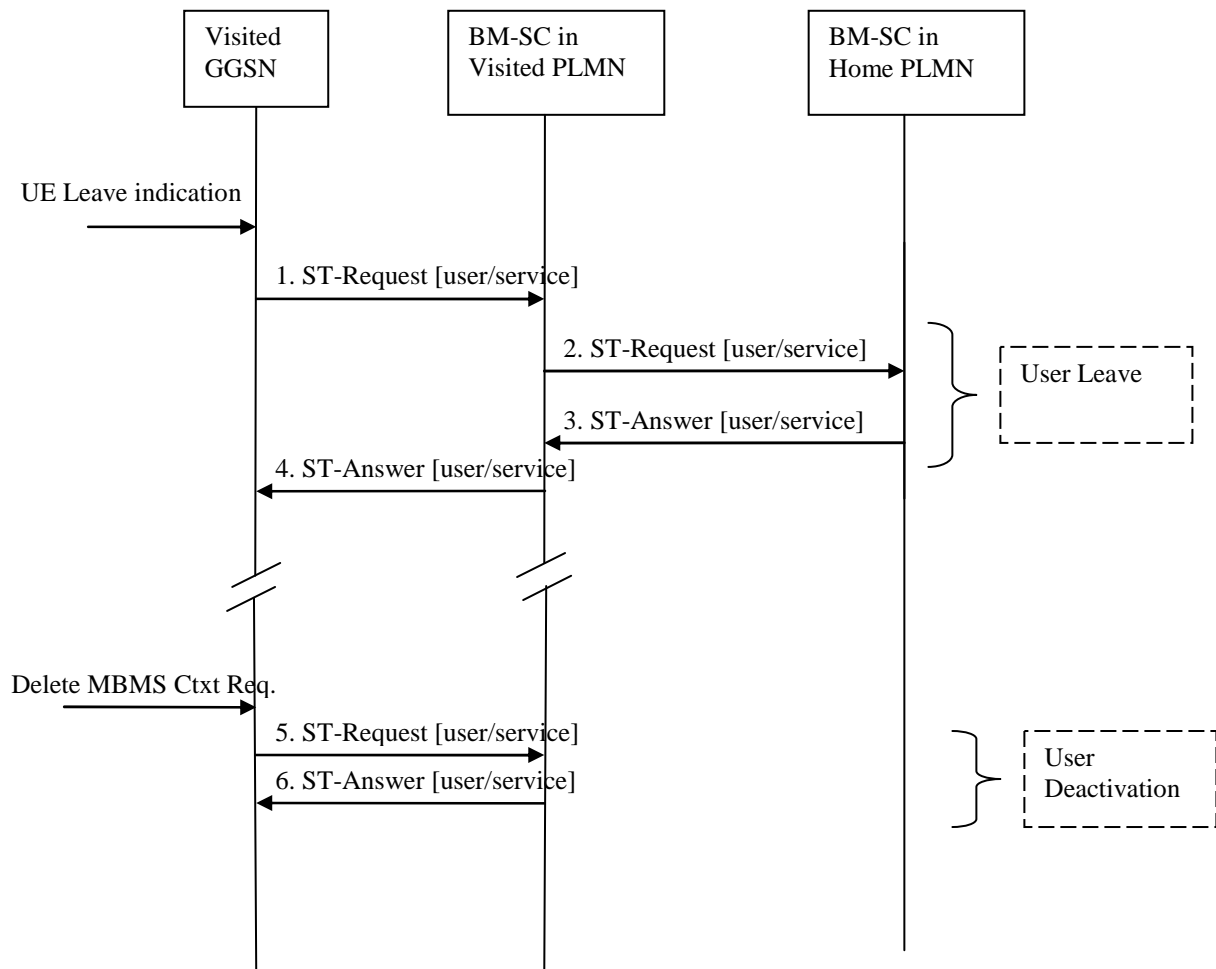 Visited
GGSN
BM-SC in
Visited PLMN
BM-SC in
Home PLMN
UE Leave indication
1. ST-Request [user/service]
2. ST-Request [user/service]
User Leave
3. ST-Answer [user/service]
4. ST-Answer [user/service]
Delete MBMS Ctxt Req.
5. ST-Request [user/service]
6. ST-Answer [user/service]
User
Deactivation